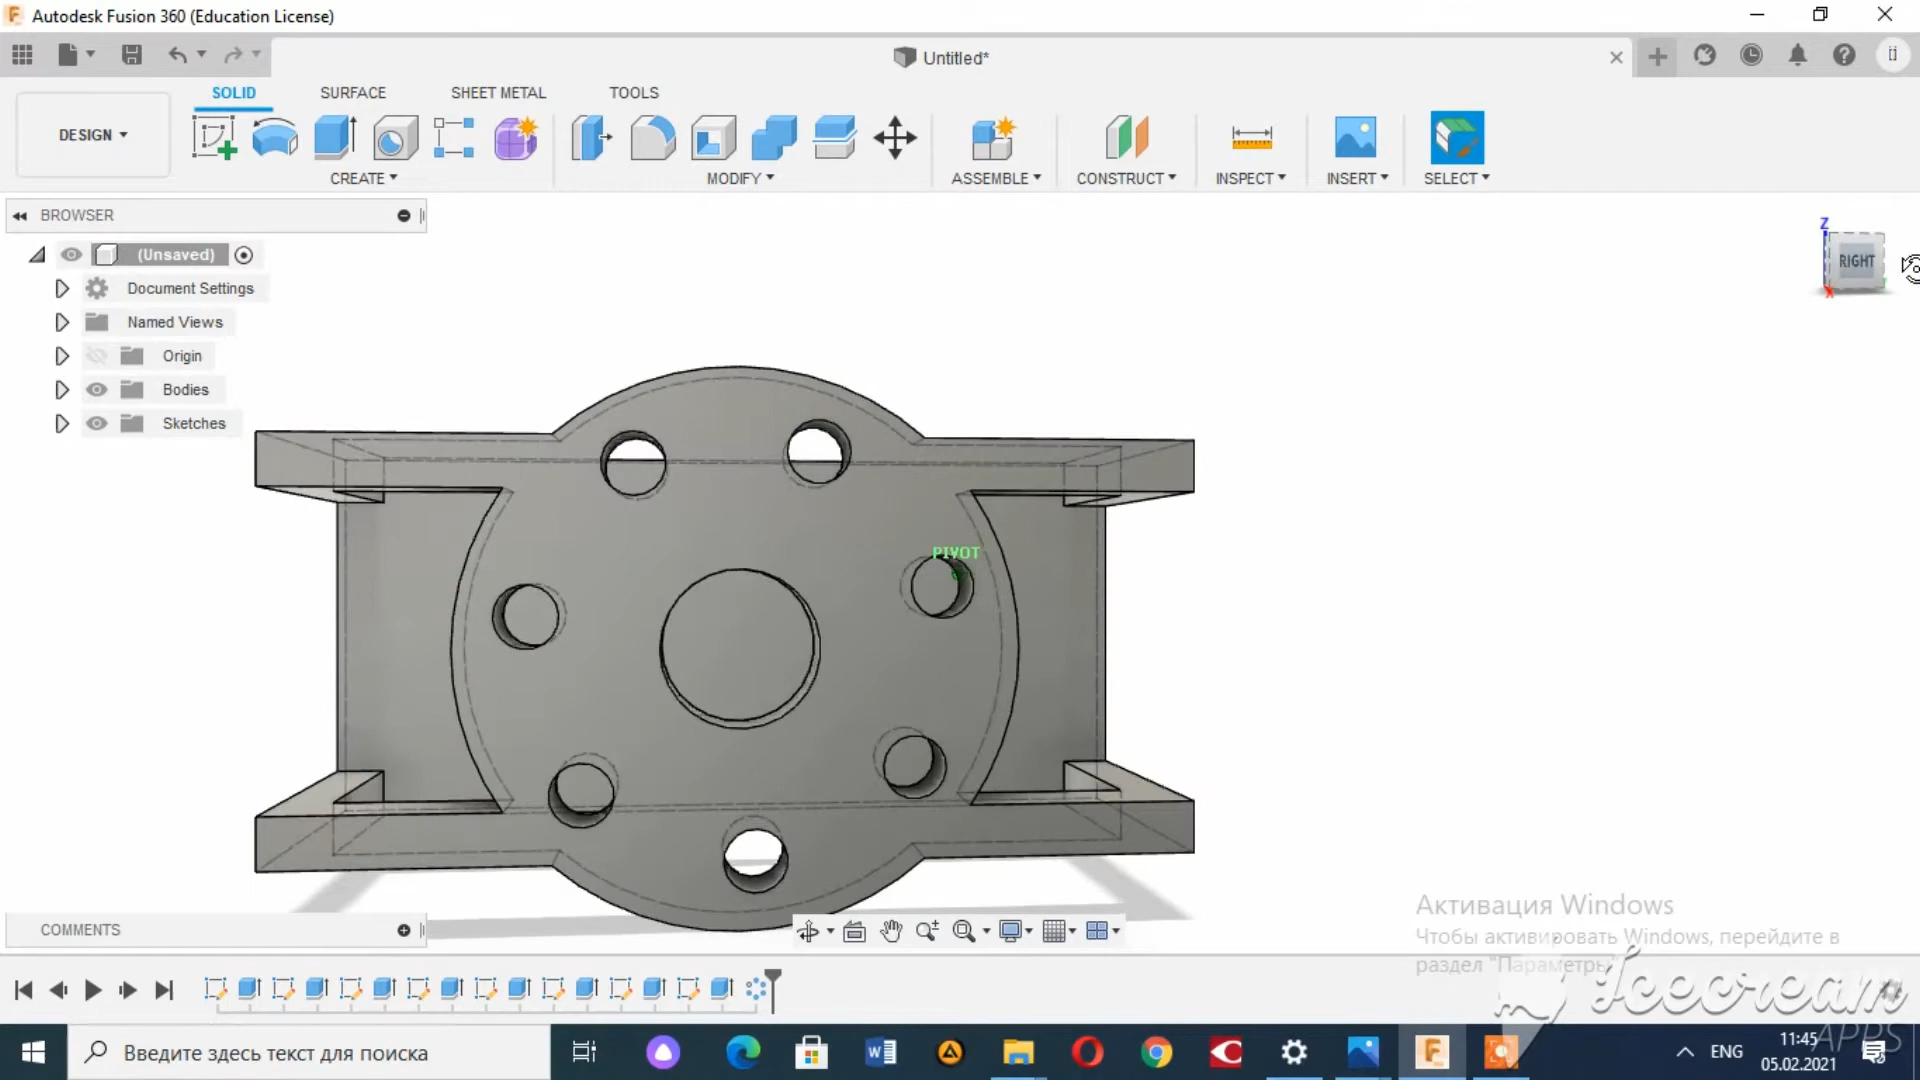 Autodesk Fusion 360 (Education License)
Untitled*
SOLID
SURFACE
SHEET METAL
TOOLS
DESIGN
CREATE
MODIFY
ASSEMBLE
CONSTRUCT
INSPECT
INSERT
SELECT
BROWSER
(Unsaved)
Document Settings
Named Views
Origin
Bodies
Sketches
Z
RIGHT
X
PIVOT
COMMENTS
Активация Windows
Чтобы активировать Windows, перейдите в
раздел "Параметры
Icecream
APPS
Введите здесь текст для поиска
ENG
11:45
05.02.2021